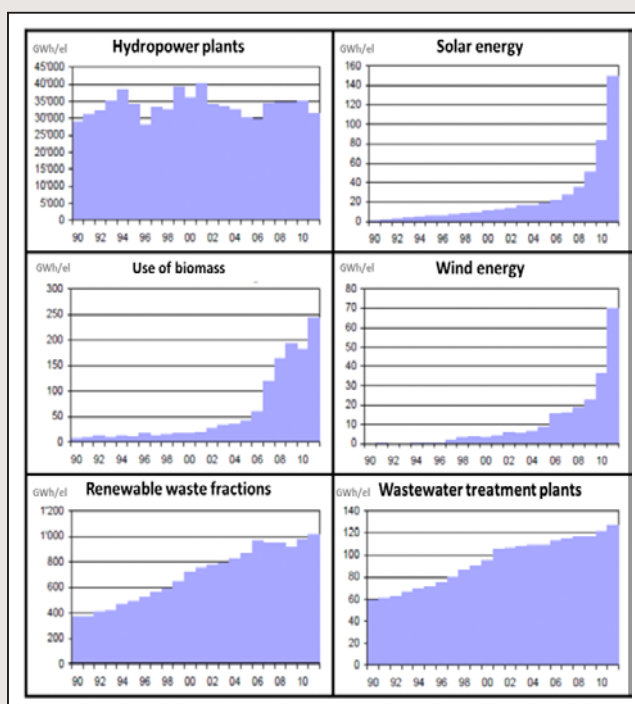 GWh/el
Hydropower plants
45'000
40'000
35'000
30'000
25'000
20'000
15'000
10'000
5'000
0
90 92 94 96 98 00 02 04 06 08 10
GWh/el
Solar energy
160
140
120
100
80
60
40
20
0
90 92 94 96 98 00 02 04 06 08 10
GWh/el
Use of biomass
300
250
200
150
100
50
0
90 92 94 96 98 00 02 04 06 08 10
GWh/el
Wind energy
80
70
60
50
40
30
20
10
0
90 92 94 96 98 00 02 04 06 08 10
GWh/el
Renewable waste fractions
1'200
1'000
800
600
400
200
0
90 92 94 96 98 00 02 04 06 08 10
GWh/el
Wastewater treatment plants
140
120
100
80
60
40
20
0
90 92 94 96 98 00 02 04 06 08 10